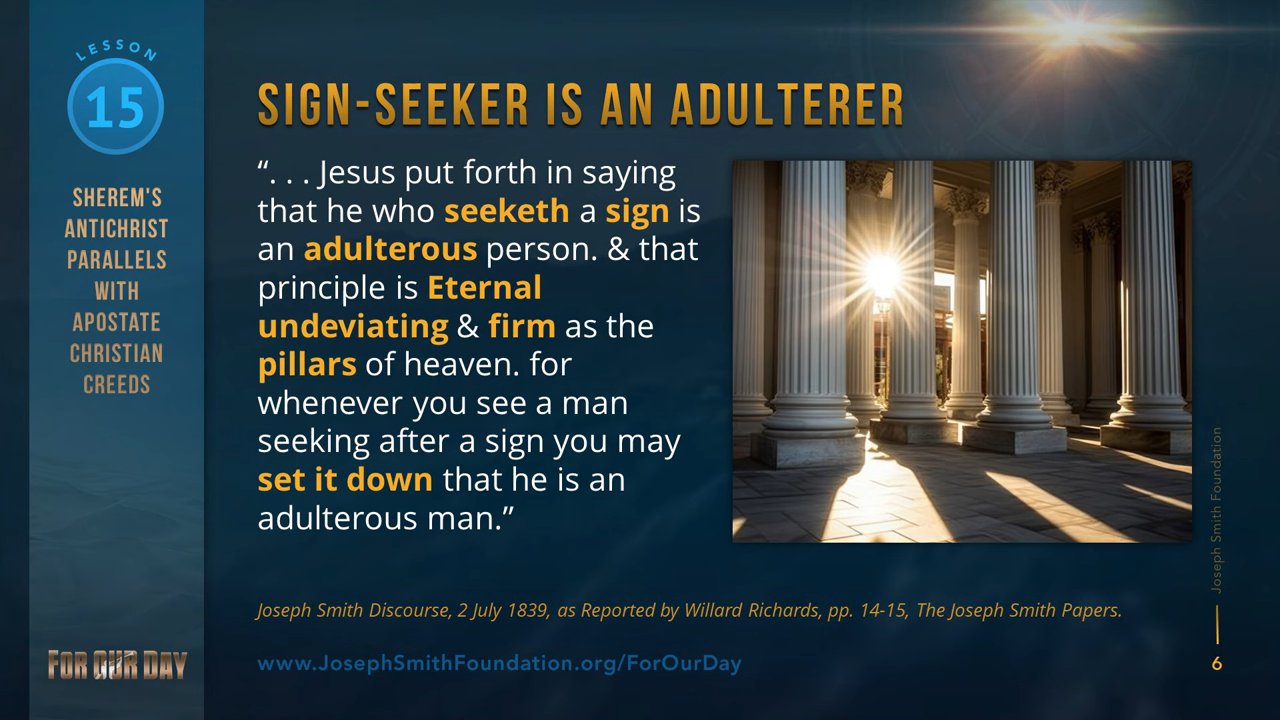 LESSON
15
SHEREM'S
ANTICHRIST
PARALLELS
WITH
APOSTATE
CHRISTIAN
CREEDS
FOR OUR DAY
SIGN-SEEKER IS AN ADULTERER
“. . . Jesus put forth in saying
that he who seeketh a sign is
an adulterous person. & that
principle is Eternal
undeviating & firm as the
pillars of heaven. for
whenever you see a man
seeking after a sign you may
set it down that he is an
adulterous man.”
Joseph Smith Discourse, 2 July 1839, as Reported by Willard Richards, pp. 14-15, The Joseph Smith Papers.
www.JosephSmithFoundation.org/ForOurDay
Joseph Smith Foundation
6